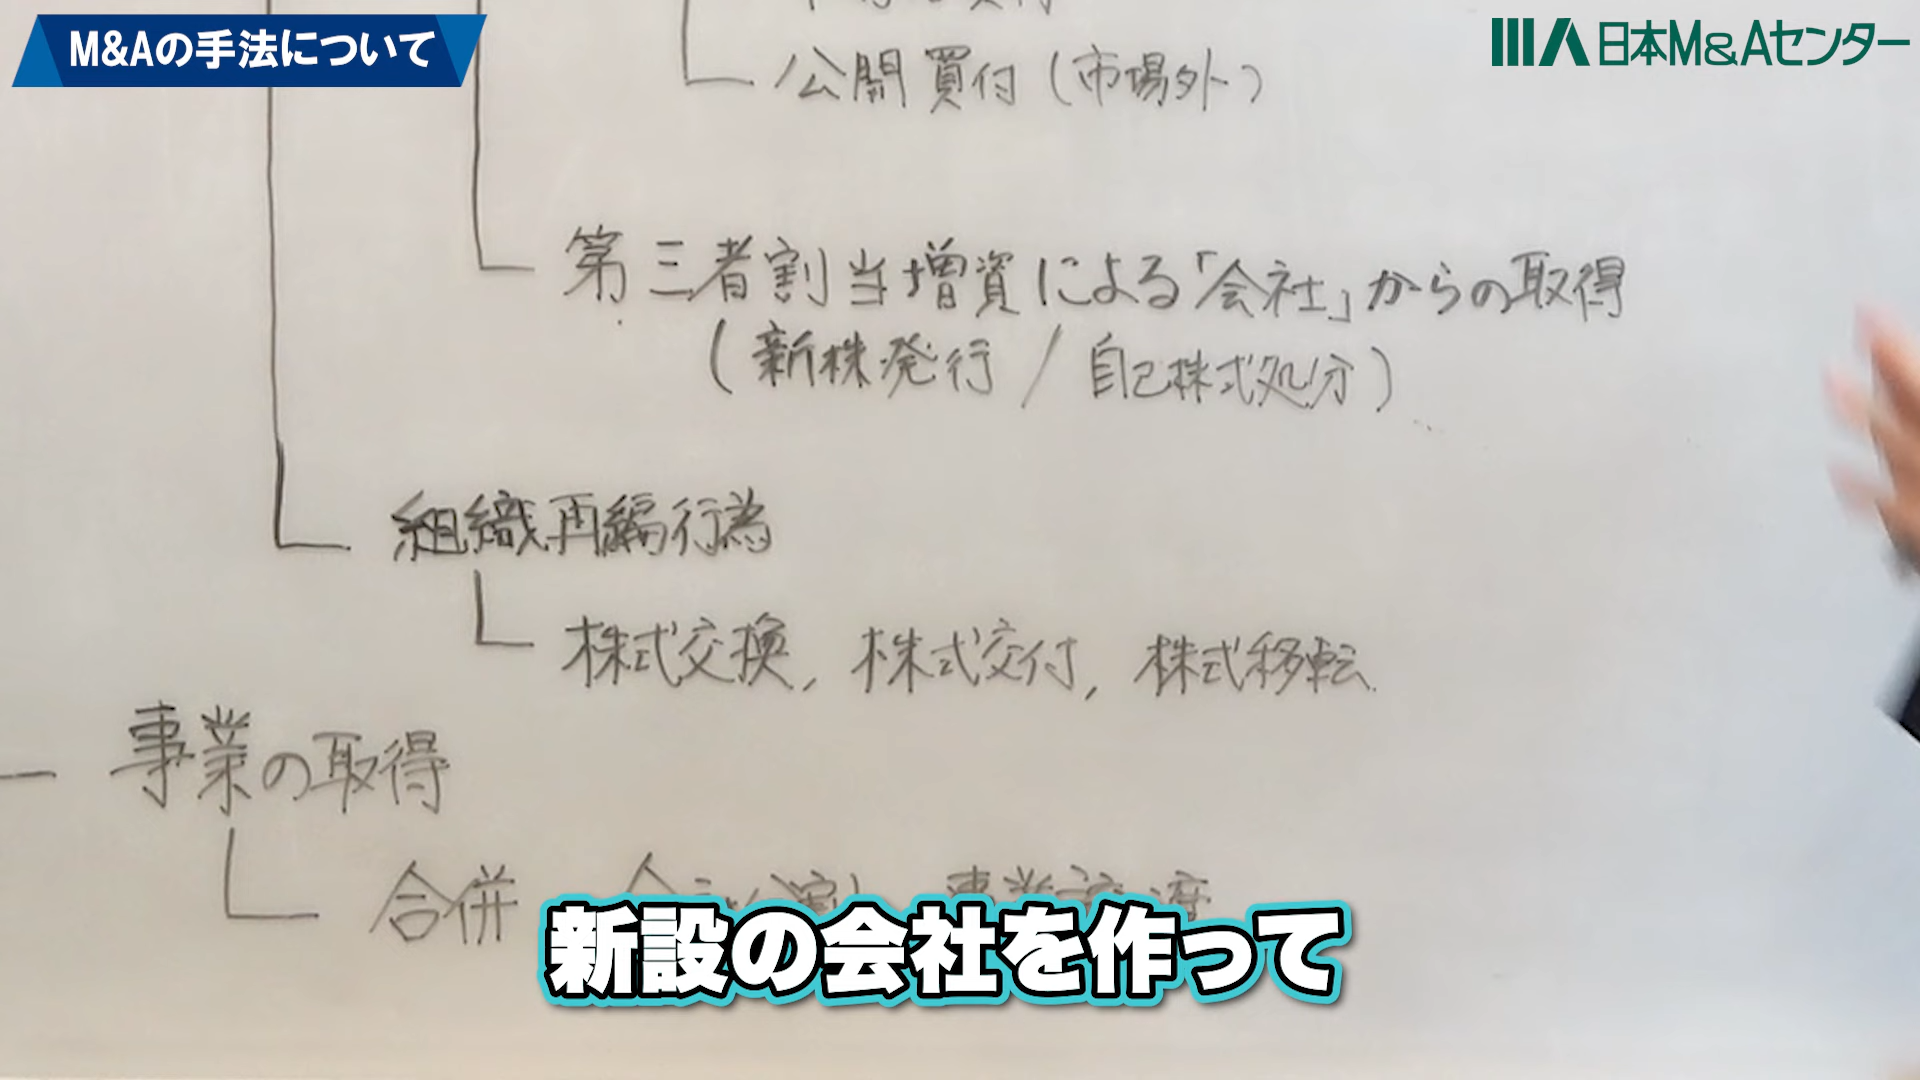 M&Aの手法について
日本M&Aセンター
公開買付(市場外)
第三者割当増資による「会社」からの取得
(新株発行/自己株式処分)
組織再編行為
株式交換, 株式交付, 株式移転
事業の取得
合併
新設の会社を作って